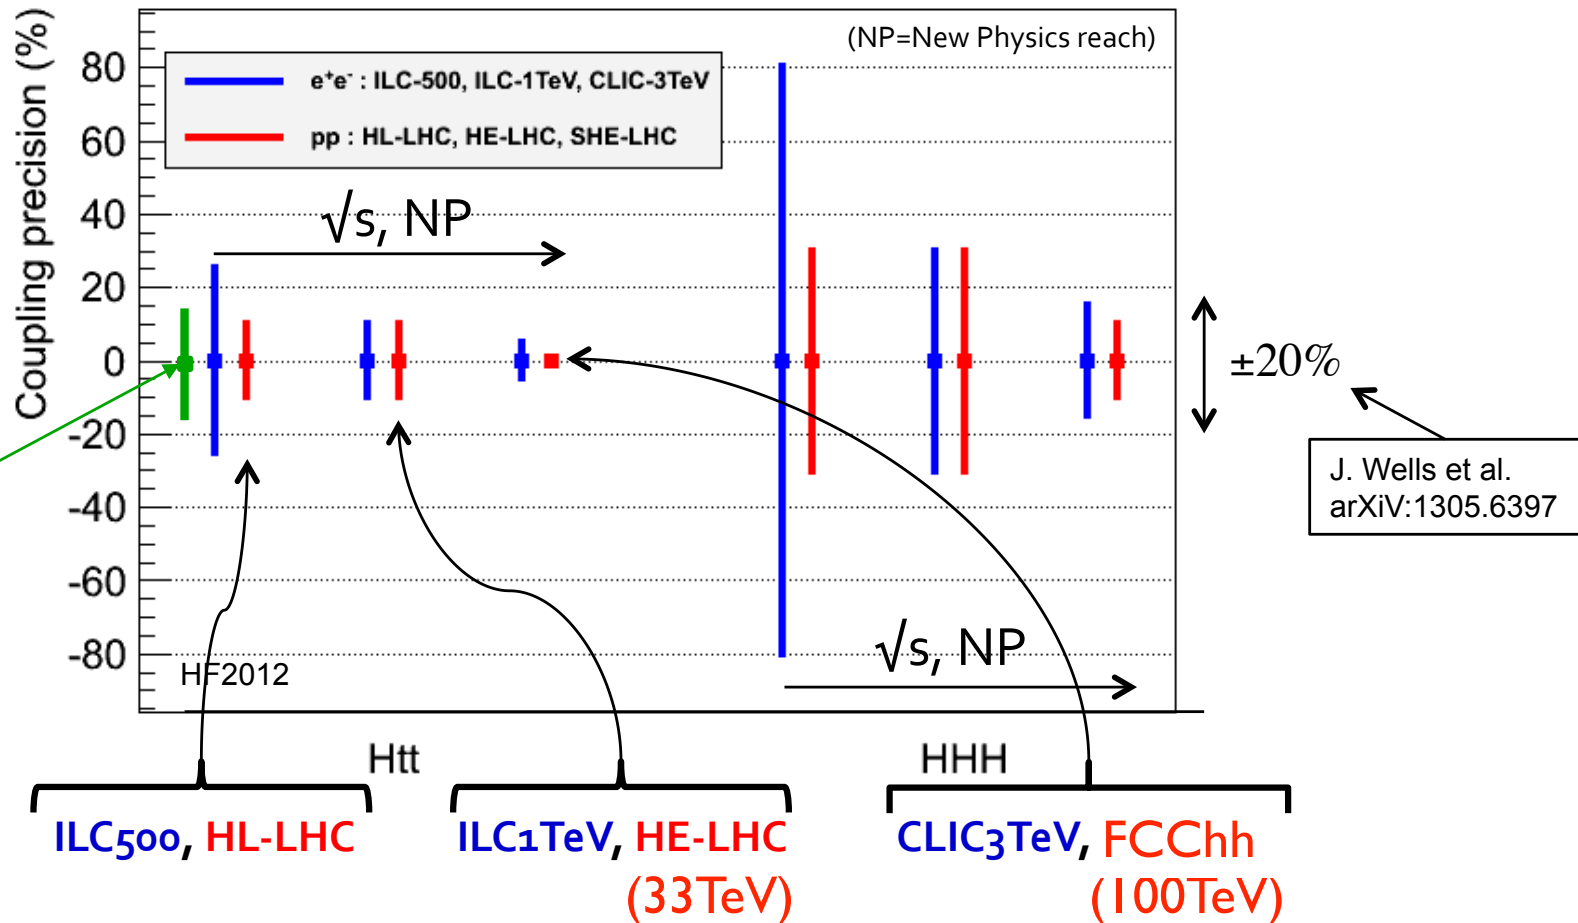 Coupling precision (%)
(NP=New Physics reach)
e⁺e⁻ : ILC-500, ILC-1TeV, CLIC-3TeV
pp : HL-LHC, HE-LHC, SHE-LHC
80
60
40
20
0
-20
-40
-60
-80
√s, NP
±20%
J. Wells et al.
arXiV:1305.6397
√s, NP
HF2012
Htt
HHH
ILC500, HL-LHC
ILC1TeV, HE-LHC
(33TeV)
CLIC3TeV, FCChh
(100TeV)